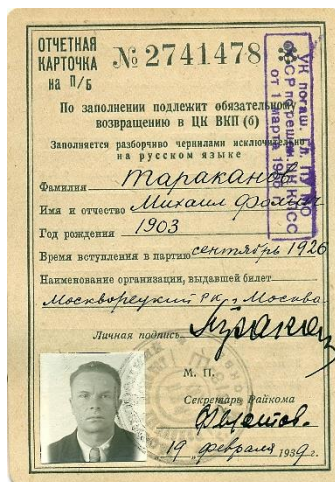 ОТЧЕТНАЯ
КАРТОЧКА
НА П/Б
№ 2741478
По заполнении подлежит обязательному
возвращению в ЦК ВКП (б)
Заполняется разборчиво чернилами исключительно
на русском языке
Фамилия Тараканов
Имя и отчество Михаил
Год рождения 1903
Время вступления в партию сентябрь 1926
Наименование организации, выдавшей билет
Москворецкий РК, г. Москва
Личная подпись
М. П.
Секретарь Райкома
„19" февраля 1939 г.